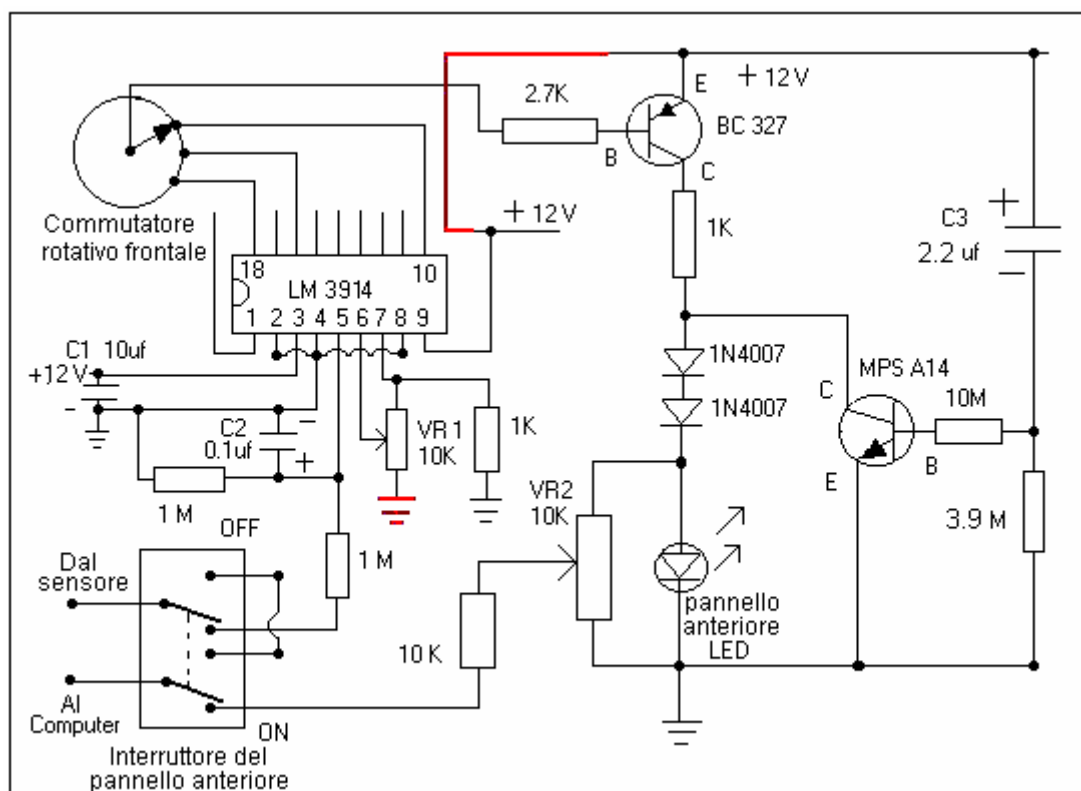 + 12 V
E
2.7K
BC 327
B
C
Commutatore
rotativo frontale
+ 12 V
1K
C3
+
2.2 uf
−
18
10
LM 3914
1 2 3 4 5 6 7 8 9
C1 10uf
+12 V
-
1N4007
1N4007
MPS A14
C
10M
B
E
C2
0.1uf
−
+
VR 1
10K
1K
1 M
VR2
10K
3.9 M
OFF
1 M
Dal
sensore
10 K
pannello
anteriore
LED
Al
Computer
ON
Interruttore del
pannello anteriore